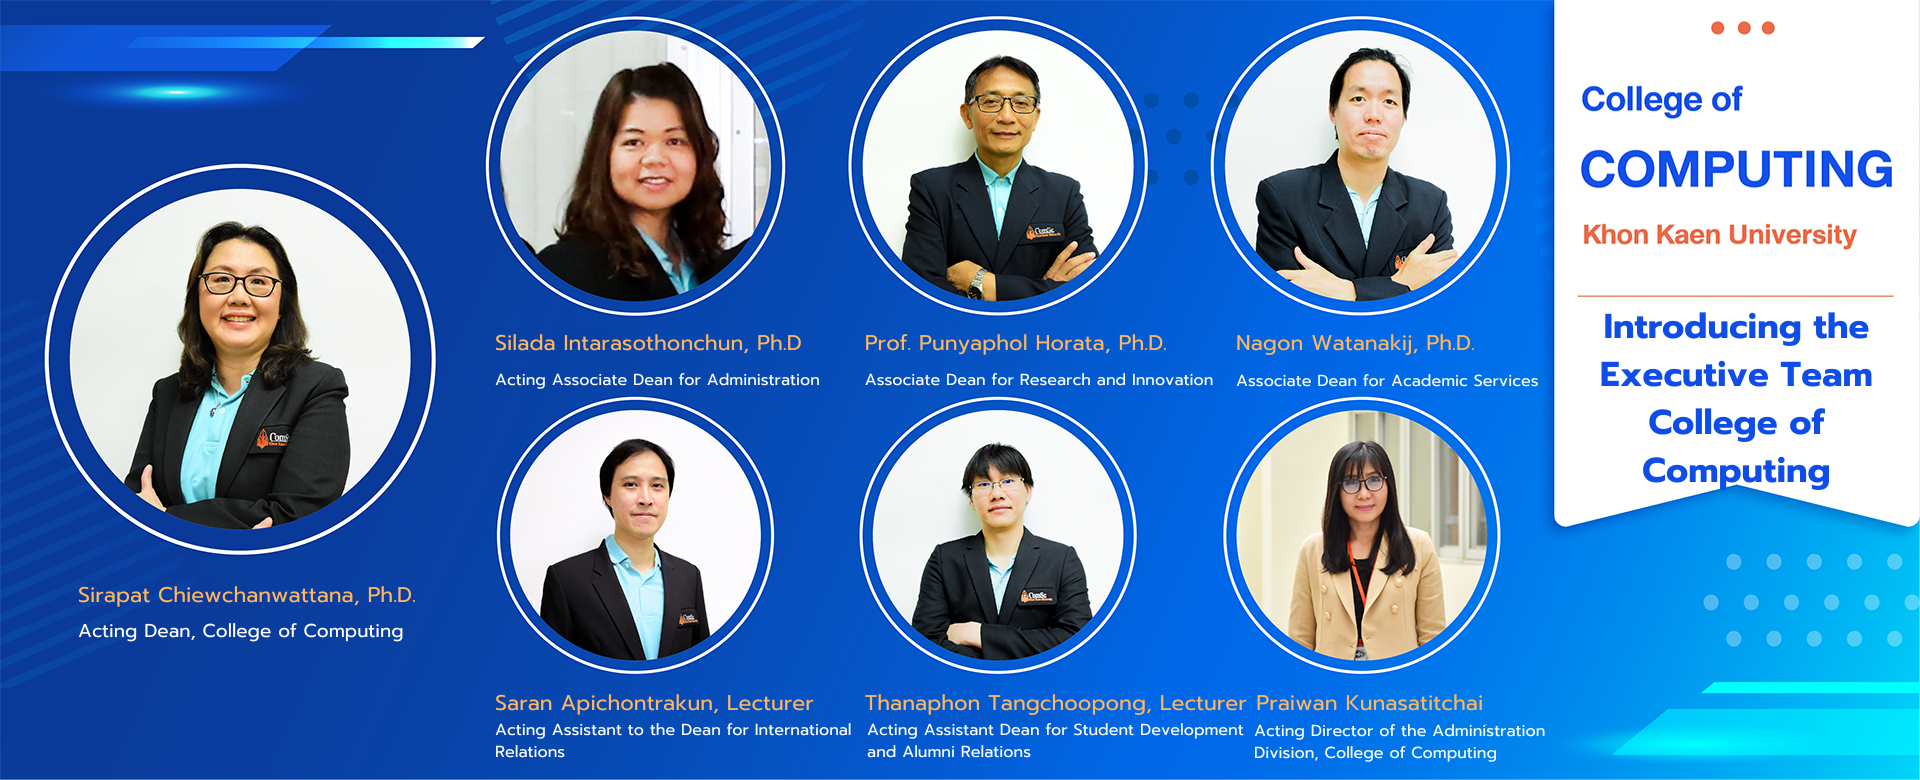 College of
COMPUTING
Khon Kaen University
Introducing the
Executive Team
College of
Computing
Sirapat Chiewchanwattana, Ph.D.
Acting Dean, College of Computing
Silada Intarasothonchun, Ph.D
Acting Associate Dean for Administration
Prof. Punyaphol Horata, Ph.D.
Associate Dean for Research and Innovation
Nagon Watanakij, Ph.D.
Associate Dean for Academic Services
Saran Apichontrakun, Lecturer
Acting Assistant to the Dean for International
Relations
Thanaphon Tangchoopong, Lecturer
Acting Assistant Dean for Student Development
and Alumni Relations
Praiwan Kunasatitchai
Acting Director of the Administration
Division, College of Computing
ComSc
ComSc
ComSc